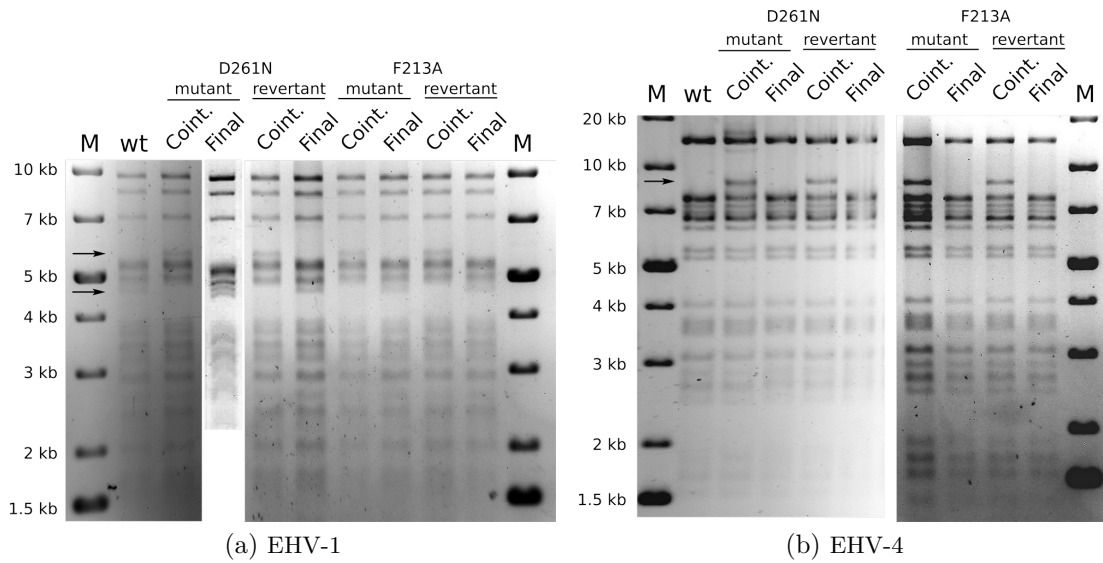 D261N F213A
mutant revertant mutant revertant
M wt Coint. Final Coint. Final Coint. Final Coint. Final M
10 kb
7 kb
5 kb
4 kb
3 kb
2 kb
1.5 kb
(a) EHV-1
D261N F213A
mutant revertant mutant revertant
M wt Coint. Final Coint. Final Coint. Final Coint. Final M
20 kb
10 kb
7 kb
5 kb
4 kb
3 kb
2 kb
1.5 kb
(b) EHV-4